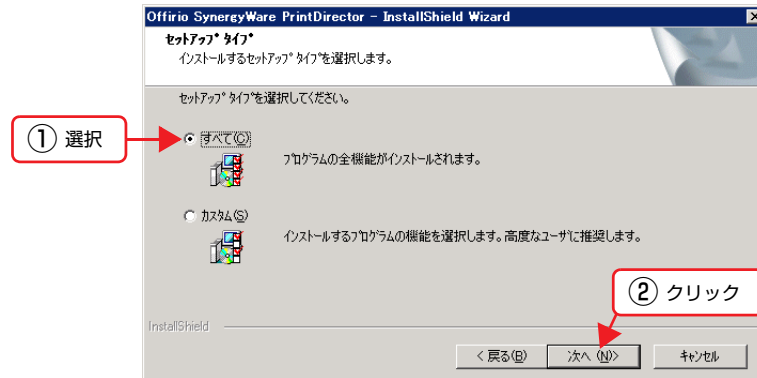 Offirio SynergyWare PrintDirector - InstallShield Wizard
セットアップ タイプ
インストールするセットアップ タイプを選択します。
セットアップ タイプを選択してください。
① 選択
すべて(C)
プログラムの全機能がインストールされます。
カスタム(S)
インストールするプログラムの機能を選択します。高度なユーザに推奨します。
② クリック
InstallShield
< 戻る(B)
次へ (N)>
キャンセル